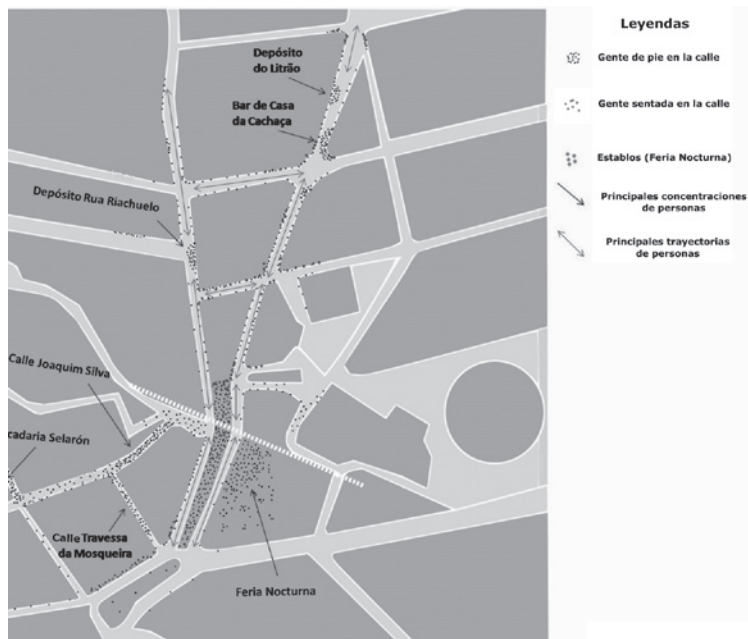 Leyendas
Gente de pie en la calle
Gente sentada en la calle
Establos (Feria Nocturna)
Principales concentraciones
de personas
Principales trayectorias
de personas
Depósito
do Litrão
Bar de Casa
da Cachaça
Depósito Rua Riachuelo
Calle Joaquim Silva
cadaria Selarón
Calle Travessa
da Mosqueira
Feria Nocturna